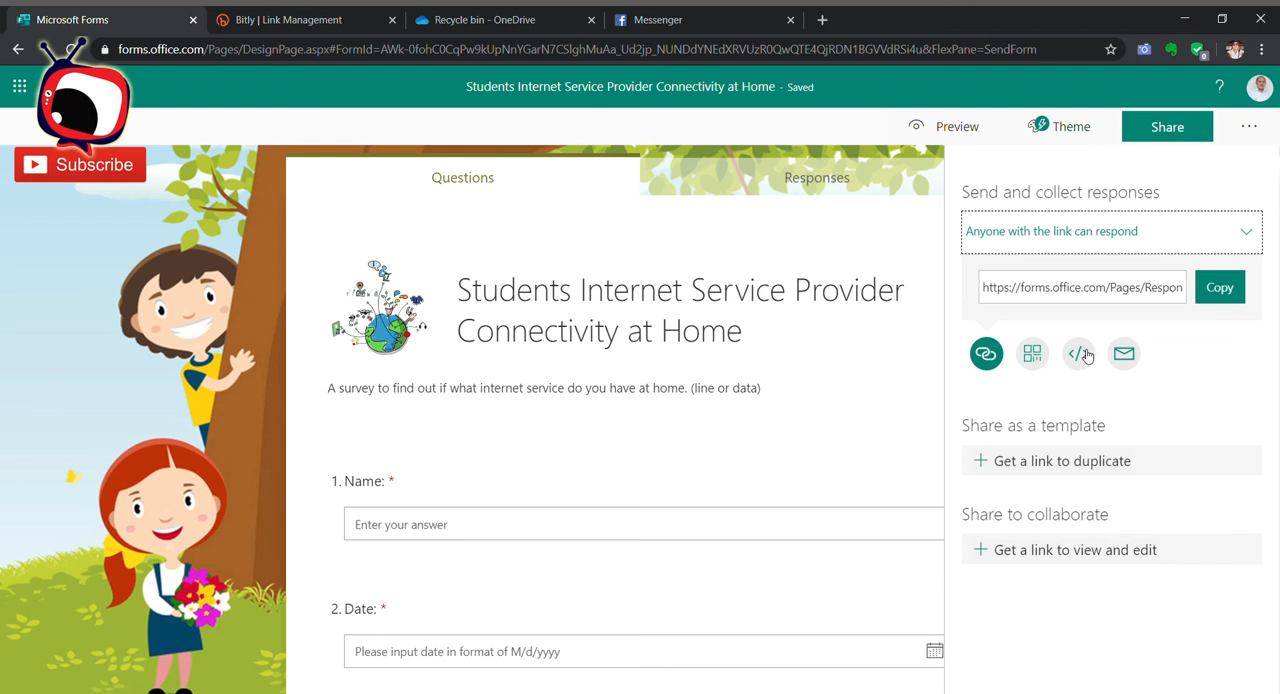 Microsoft Forms
Bitly | Link Management
Recycle bin - OneDrive
Messenger
forms.office.com/Pages/DesignPage.aspx#FormId=AWk-0fohC0CqPw9kUpNnYGarN7CSlghMuAa_Ud2jp_NUNDdYNEdXRVUzR0QwQTE4QjRDN1BGVVdRSi4u&FlexPane=SendForm
Students Internet Service Provider Connectivity at Home - Saved
?
Preview
Theme
Share
Subscribe
Questions
Responses
Students Internet Service Provider
Connectivity at Home
A survey to find out if what internet service do you have at home. (line or data)
1. Name: *
Enter your answer
2. Date: *
Please input date in format of M/d/yyyy
Send and collect responses
Anyone with the link can respond
https://forms.office.com/Pages/Respon
Copy
</>
Share as a template
+ Get a link to duplicate
Share to collaborate
+ Get a link to view and edit